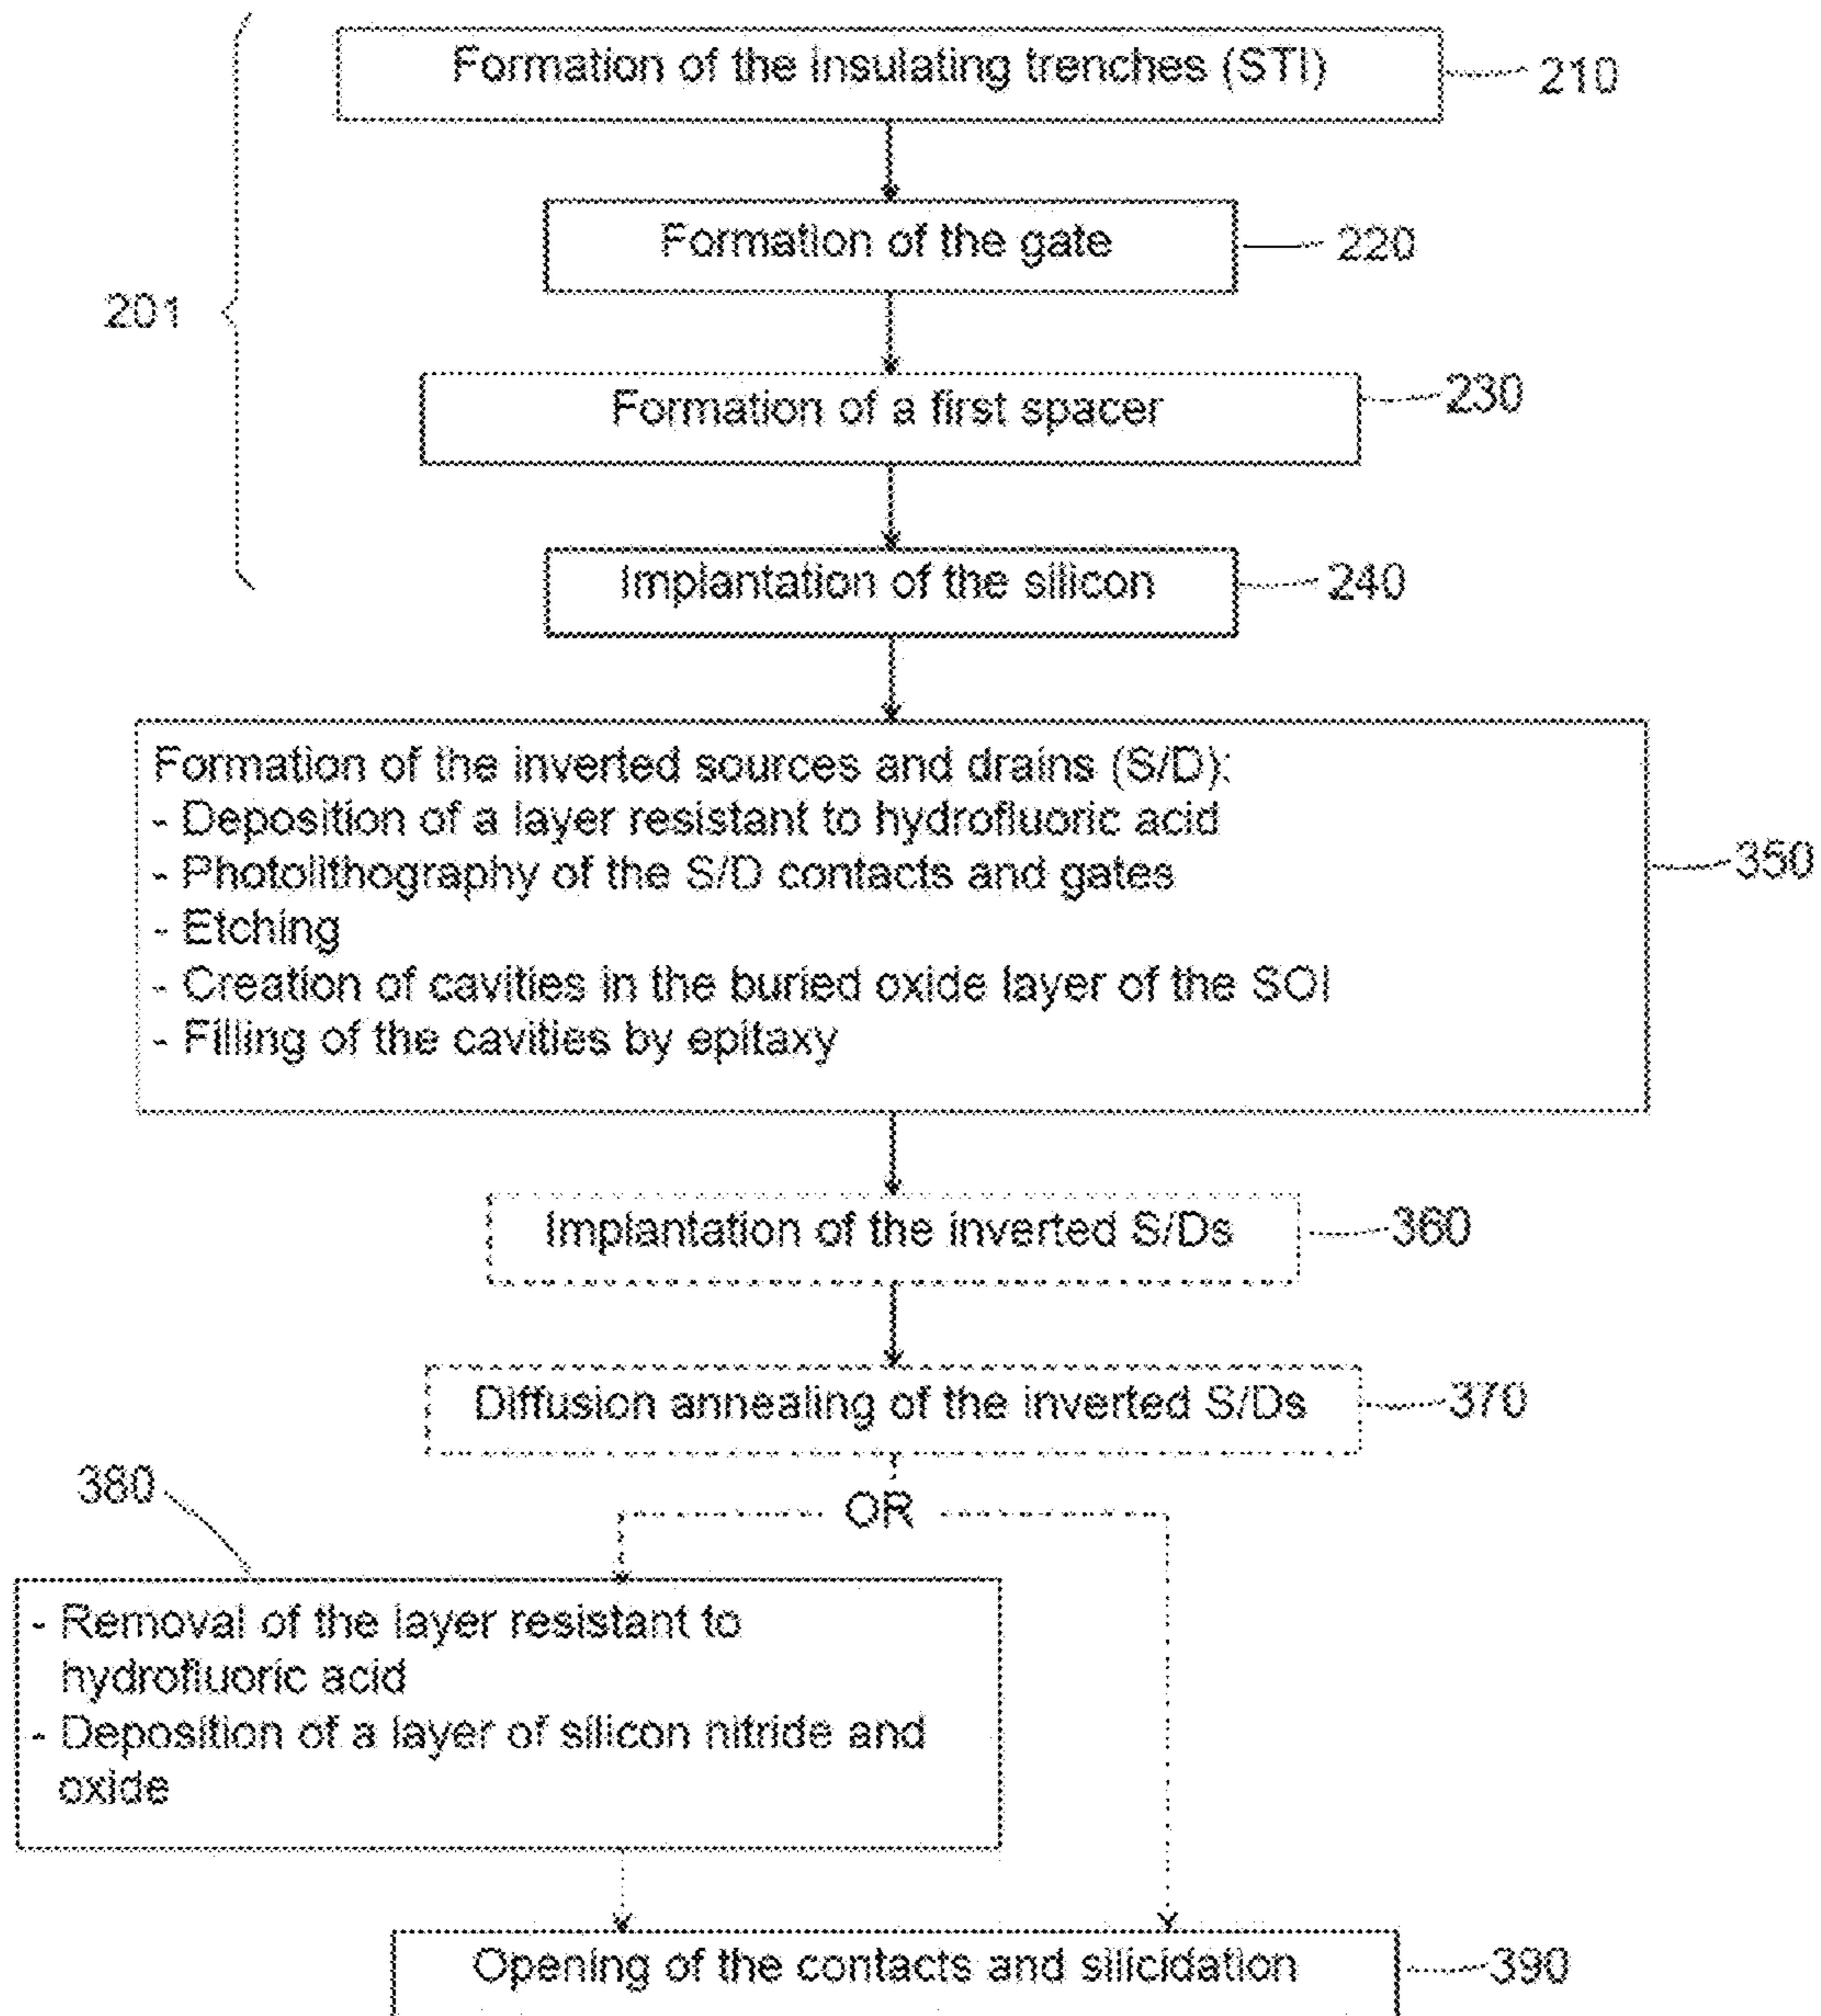 Formation of the insulating trenches (STI)
210
Formation of the gate
220
201
Formation of a first spacer
230
Implantation of the silicon
240
Formation of the inverted sources and drains (S/D):
- Deposition of a layer resistant to hydrofluoric acid
- Photolithography of the S/D contacts and gates
- Etching
- Creation of cavities in the buried oxide layer of the SOI
- Filling of the cavities by epitaxy
350
Implantation of the inverted S/Ds
360
Diffusion annealing of the inverted S/Ds
370
OR
380
- Removal of the layer resistant to
hydrofluoric acid
- Deposition of a layer of silicon nitride and
oxide
Opening of the contacts and silicidation
390